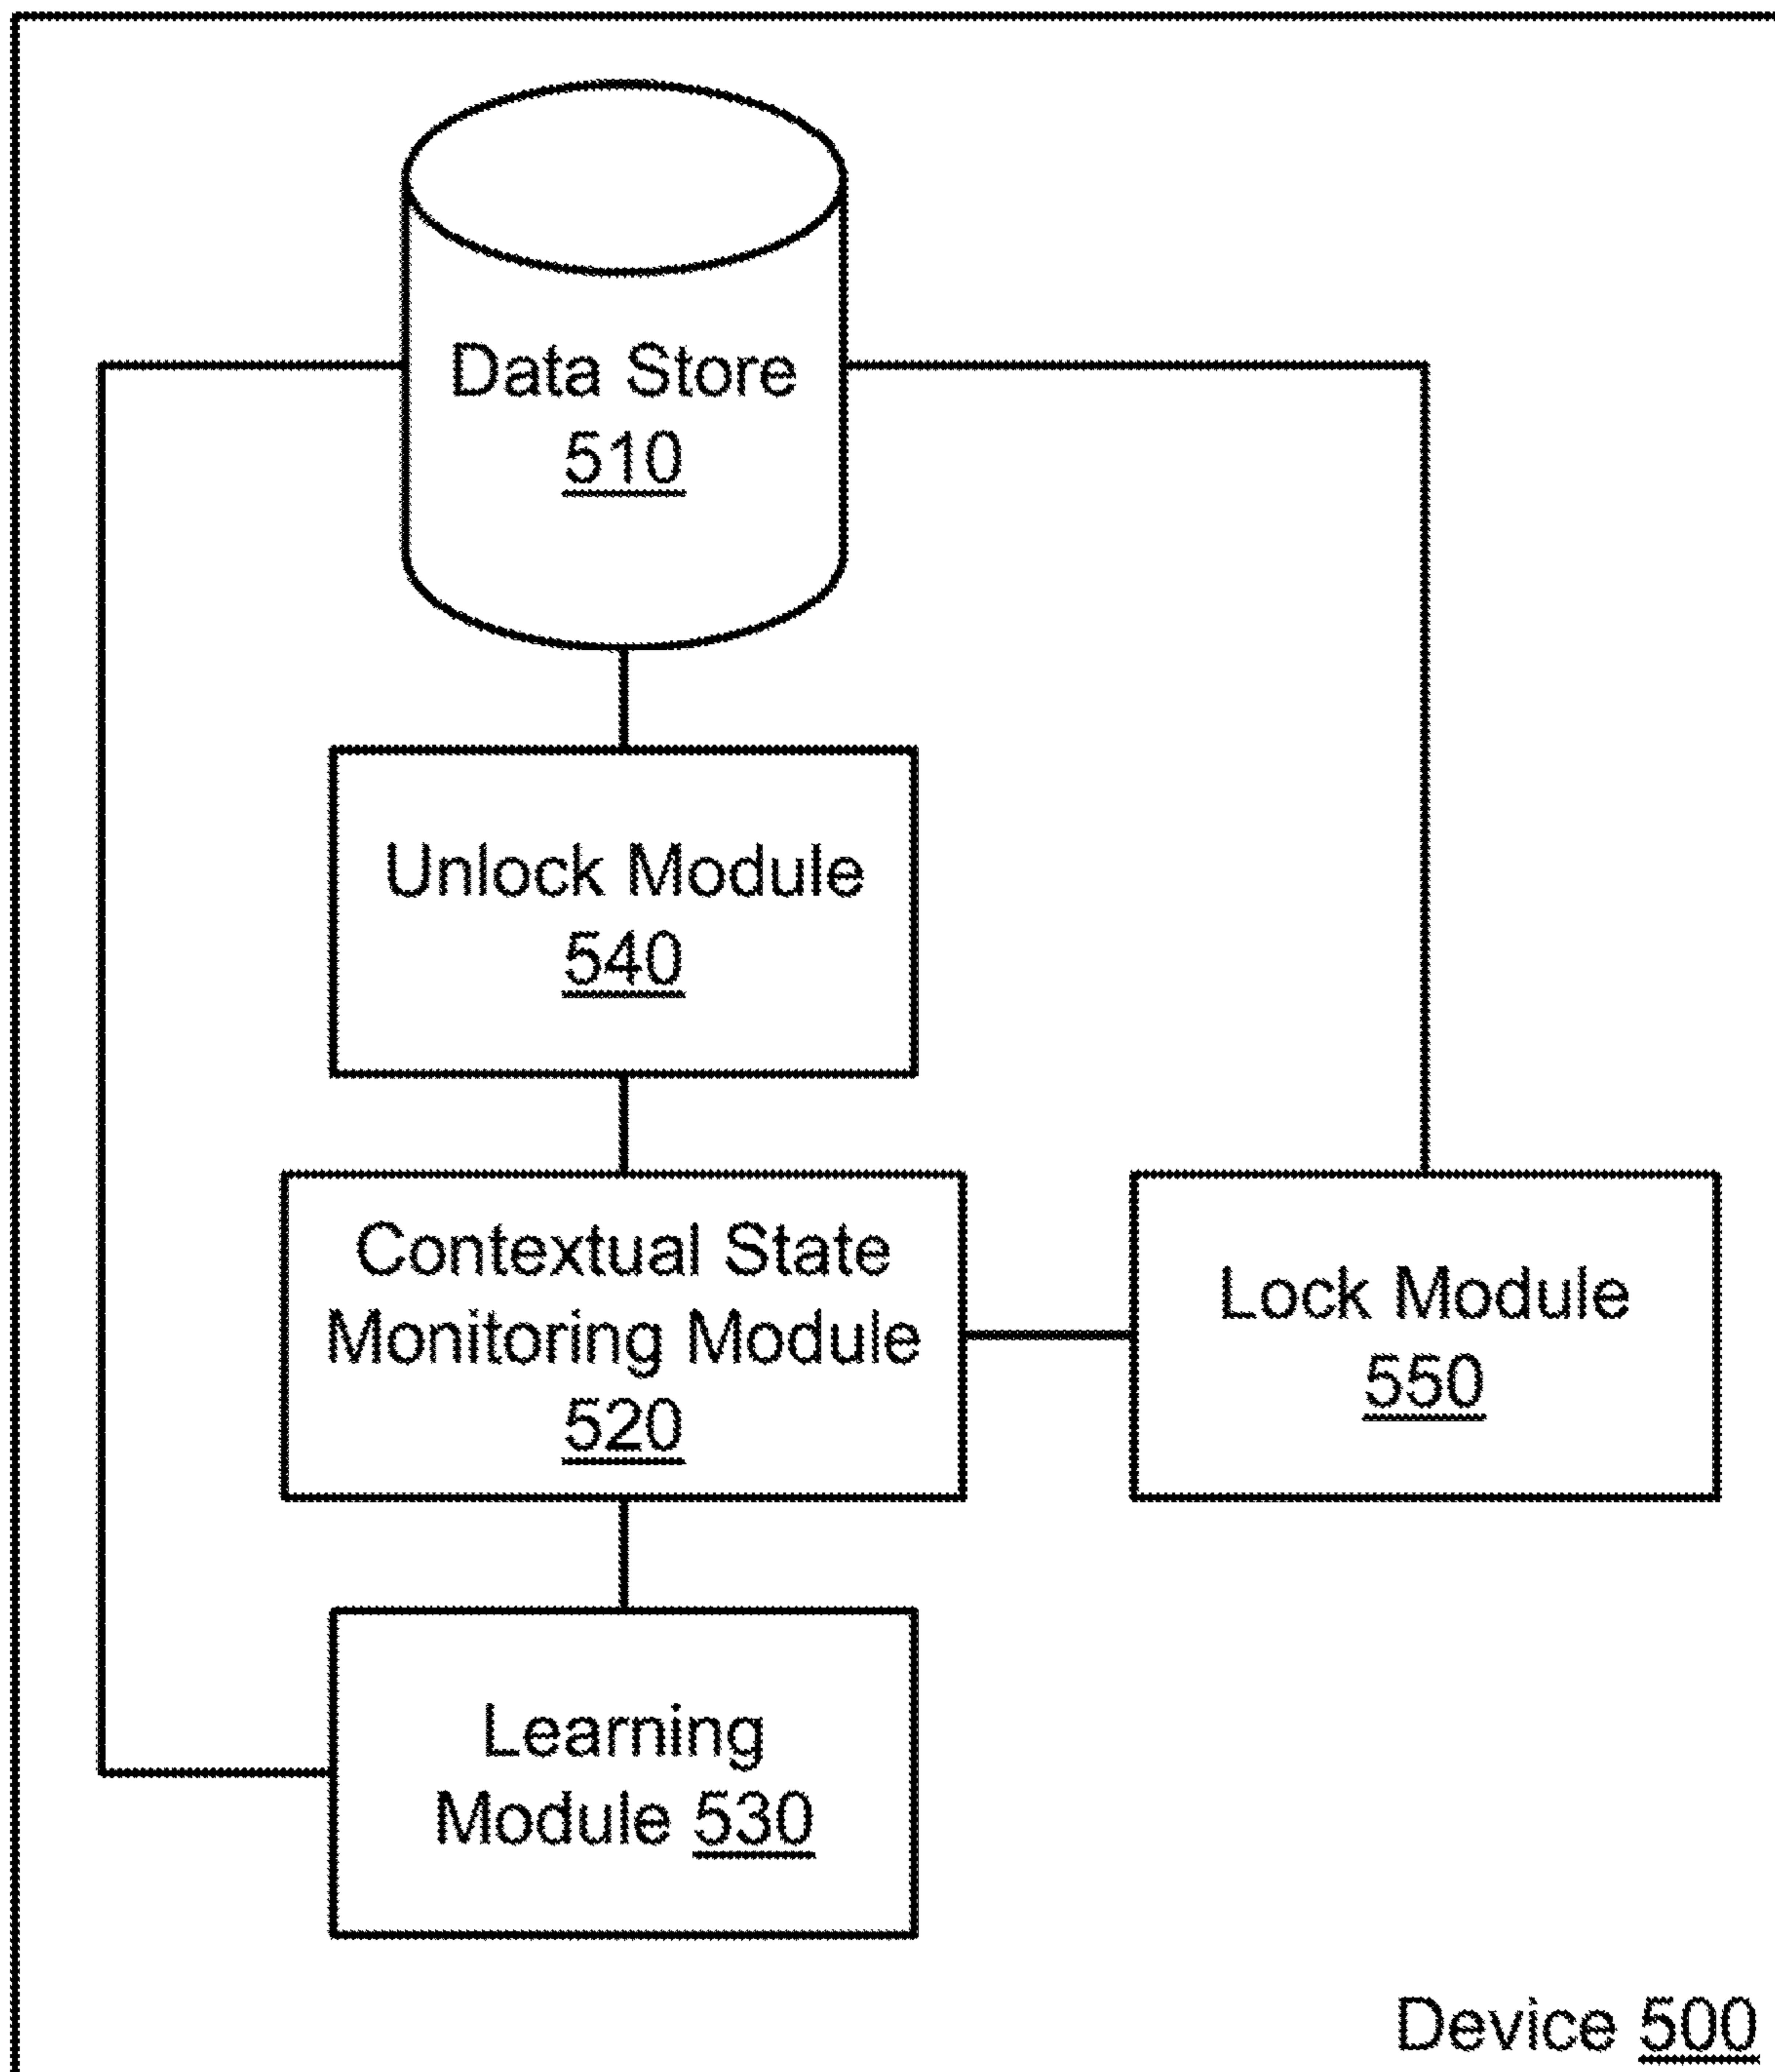 Data Store
510
Unlock Module
540
Contextual State
Monitoring Module
520
Lock Module
550
Learning
Module 530
Device 500